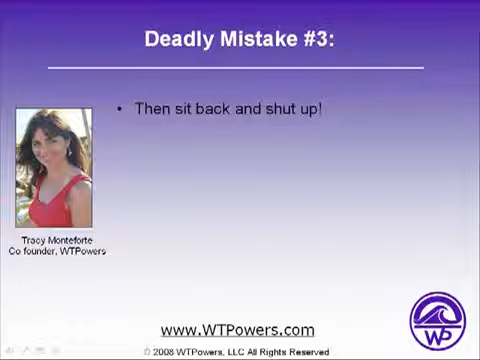 Deadly Mistake #3:
• Then sit back and shut up!
Tracy Monteforte
Co founder, WTPowers
www.WTPowers.com
© 2008 WTPowers, LLC All Rights Reserved
WP